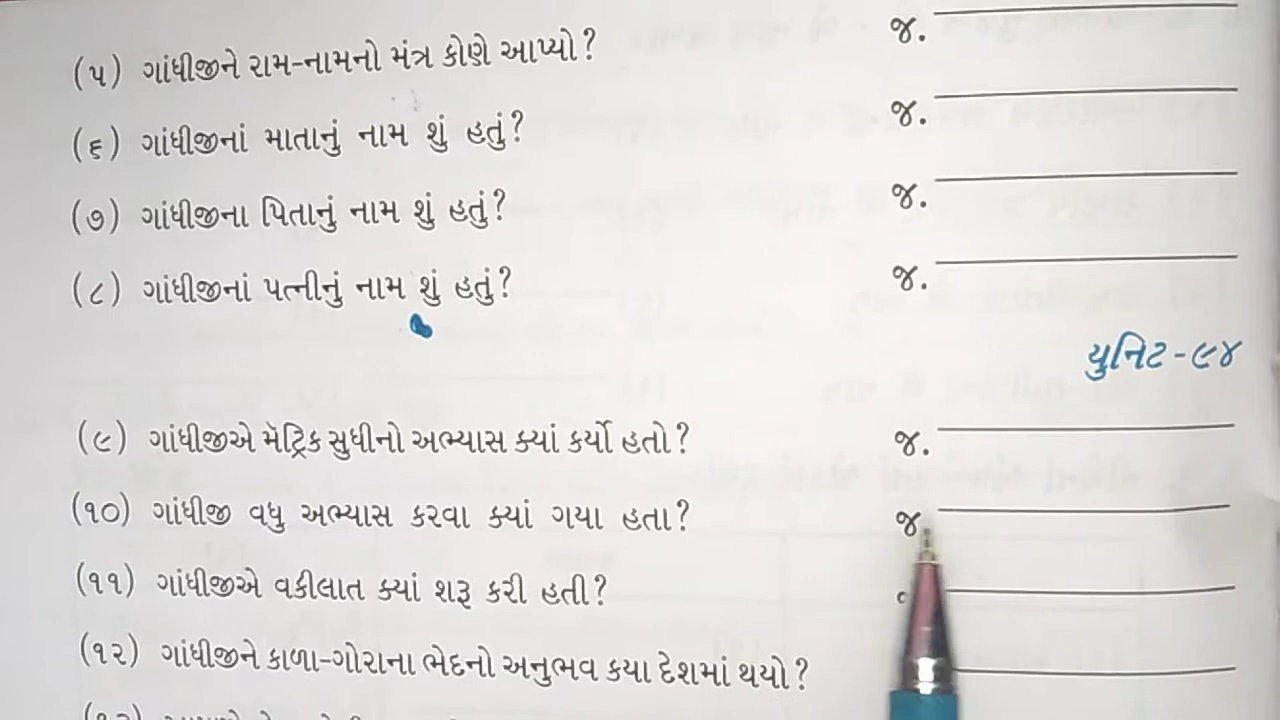 (૫) ગાંધીજીને રામ-નામનો મંત્ર કોણે આપ્યો? જ.
(૬) ગાંધીજીનાં માતાનું નામ શું હતું? જ.
(૭) ગાંધીજીના પિતાનું નામ શું હતું? જ.
(૮) ગાંધીજીનાં પત્નીનું નામ શું હતું? જ.
યુનિટ-૯૪
(૯) ગાંધીજીએ મૅટ્રિક સુધીનો અભ્યાસ ક્યાં કર્યો હતો? જ.
(૧૦) ગાંધીજી વધુ અભ્યાસ કરવા ક્યાં ગયા હતા? જ.
(૧૧) ગાંધીજીએ વકીલાત ક્યાં શરૂ કરી હતી?
(૧૨) ગાંધીજીને કાળા-ગોરાના ભેદનો અનુભવ કયા દેશમાં થયો?